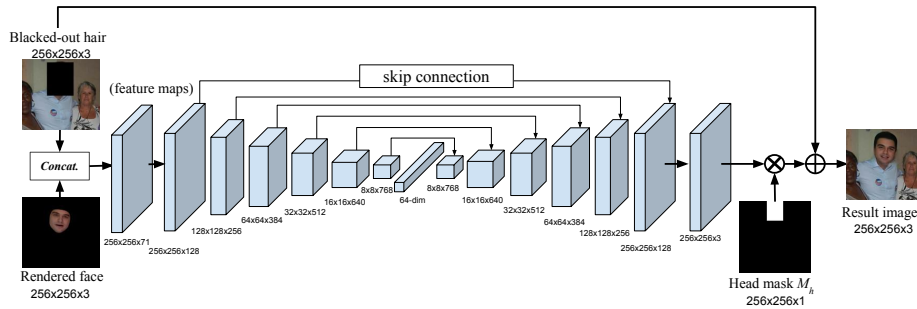 Blacked-out hair
256x256x3
(feature maps)
skip connection
Concat.
256x256x71
256x256x128
128x128x256
64x64x384
32x32x512
16x16x640
8x8x768
64-dim
8x8x768
16x16x640
32x32x512
64x64x384
128x128x256
256x256x128
256x256x3
Rendered face
256x256x3
Head mask Mh
256x256x1
Result image
256x256x3